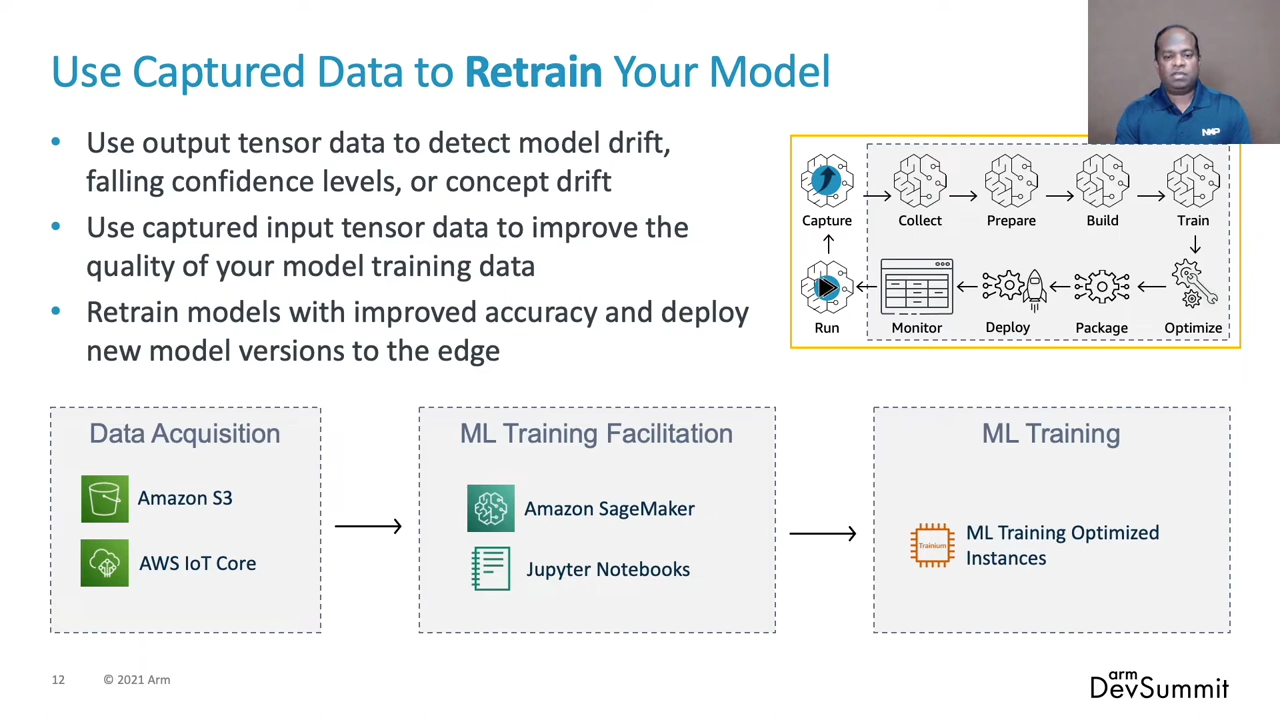 Use Captured Data to Retrain Your Model
• Use output tensor data to detect model drift,
falling confidence levels, or concept drift
• Use captured input tensor data to improve the
quality of your model training data
• Retrain models with improved accuracy and deploy
new model versions to the edge
NXP
Capture
Collect
Prepare
Build
Train
Run
Monitor
Deploy
Package
Optimize
Data Acquisition
Amazon S3
AWS IoT Core
ML Training Facilitation
Amazon SageMaker
Jupyter Notebooks
ML Training
Trainium
ML Training Optimized
Instances
12
© 2021 Arm
arm
DevSummit